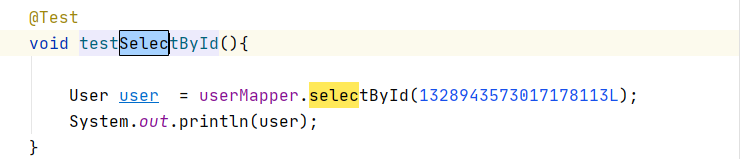 @Test
void testSelectById(){
User user  = userMapper.selectById(1328943573017178113L);
System.out.println(user);
}